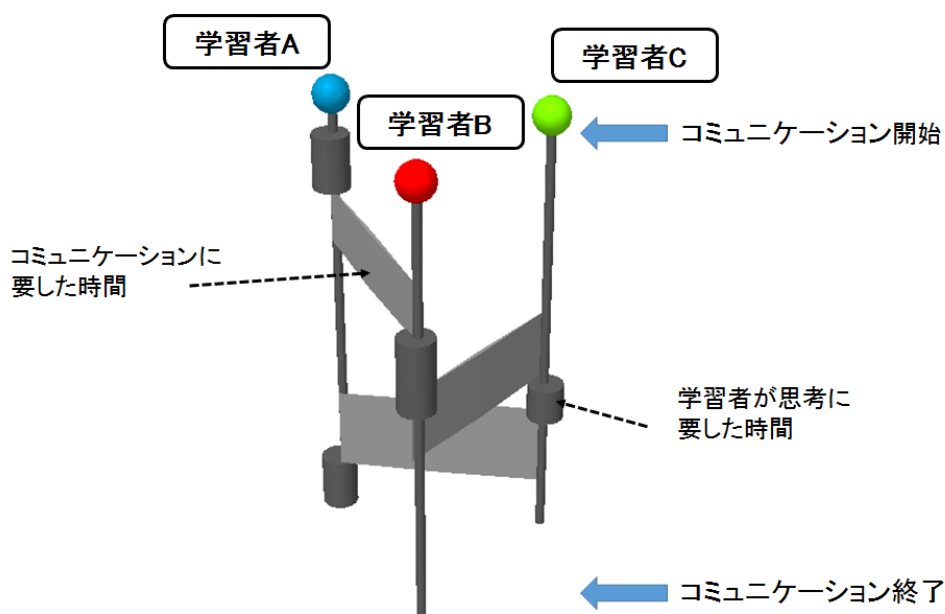 学習者A
学習者C
学習者B
コミュニケーション開始
コミュニケーションに
要した時間
学習者が思考に
要した時間
コミュニケーション終了